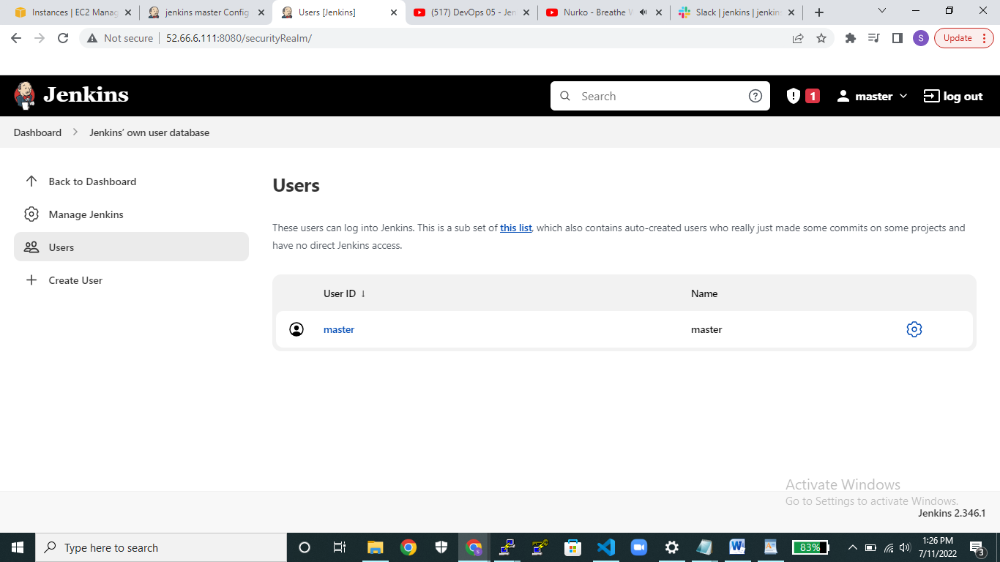 Instances | EC2 Manag
jenkins master Config
Users [Jenkins]
(517) DevOps 05 - Jen
Nurko - Breathe W
Slack | jenkins | jenkins
Not secure
52.66.6.111:8080/securityRealm/
S
Update
Jenkins
Search
1
master
log out
Dashboard
Jenkins' own user database
Back to Dashboard
Manage Jenkins
Users
Create User
Users
These users can log into Jenkins. This is a sub set of this list, which also contains auto-created users who really just made some commits on some projects and
have no direct Jenkins access.
User ID ↓
Name
master
master
Activate Windows
Go to Settings to activate Windows.
Jenkins 2.346.1
Type here to search
83%
1:26 PM
7/11/2022
3